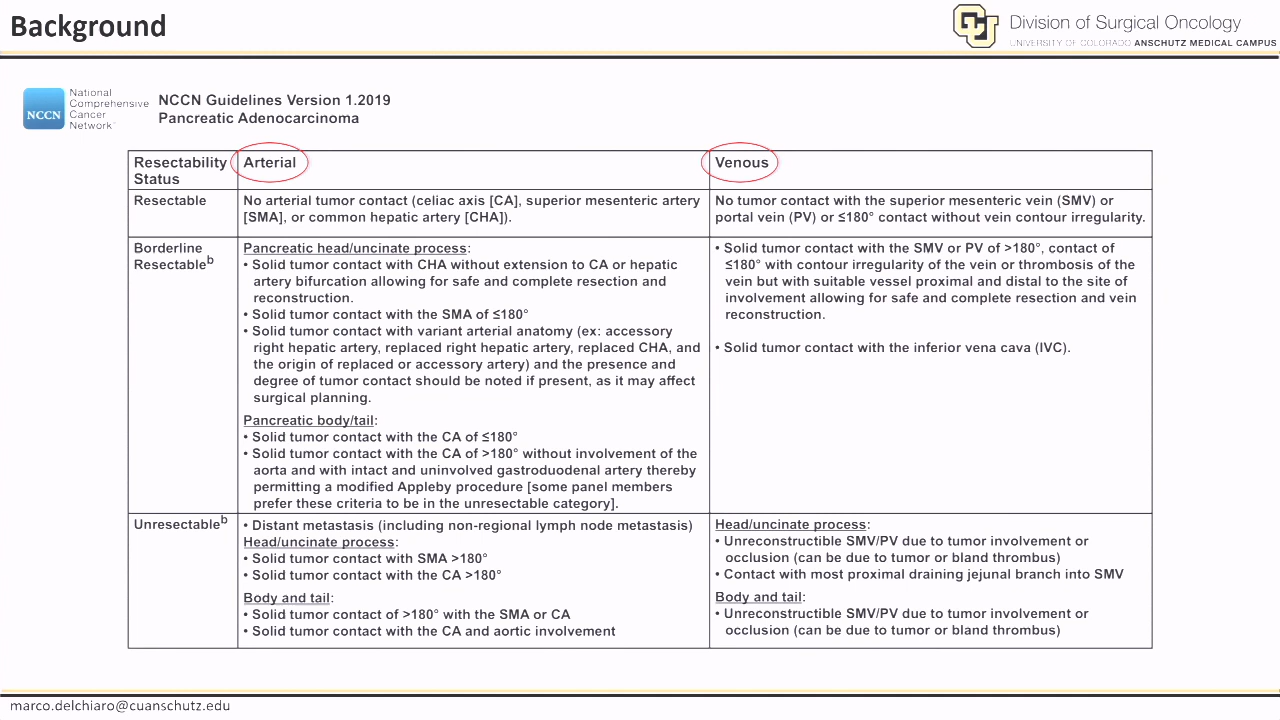 Background
Division of Surgical Oncology
UNIVERSITY OF COLORADO ANSCHUTZ MEDICAL CAMPUS
NCCN
National
Comprehensive
Cancer
Network
NCCN Guidelines Version 1.2019
Pancreatic Adenocarcinoma
Resectability
Status
Arterial
Venous
Resectable
No arterial tumor contact (celiac axis [CA], superior mesenteric artery
[SMA], or common hepatic artery [CHA]).
No tumor contact with the superior mesenteric vein (SMV) or
portal vein (PV) or ≤180° contact without vein contour irregularity.
Borderline
Resectableb
Pancreatic head/uncinate process:
• Solid tumor contact with CHA without extension to CA or hepatic
artery bifurcation allowing for safe and complete resection and
reconstruction.
• Solid tumor contact with the SMA of ≤180°
• Solid tumor contact with variant arterial anatomy (ex: accessory
right hepatic artery, replaced right hepatic artery, replaced CHA, and
the origin of replaced or accessory artery) and the presence and
degree of tumor contact should be noted if present, as it may affect
surgical planning.
Pancreatic body/tail:
• Solid tumor contact with the CA of ≤180°
• Solid tumor contact with the CA of >180° without involvement of the
aorta and with intact and uninvolved gastroduodenal artery thereby
permitting a modified Appleby procedure [some panel members
prefer these criteria to be in the unresectable category].
• Solid tumor contact with the SMV or PV of >180°, contact of
≤180° with contour irregularity of the vein or thrombosis of the
vein but with suitable vessel proximal and distal to the site of
involvement allowing for safe and complete resection and vein
reconstruction.
• Solid tumor contact with the inferior vena cava (IVC).
Unresectableb
• Distant metastasis (including non-regional lymph node metastasis)
Head/uncinate process:
• Solid tumor contact with SMA >180°
• Solid tumor contact with the CA >180°
Body and tail:
• Solid tumor contact of >180° with the SMA or CA
• Solid tumor contact with the CA and aortic involvement
Head/uncinate process:
• Unreconstructible SMV/PV due to tumor involvement or
occlusion (can be due to tumor or bland thrombus)
• Contact with most proximal draining jejunal branch into SMV
Body and tail:
• Unreconstructible SMV/PV due to tumor involvement or
occlusion (can be due to tumor or bland thrombus)
marco.delchiaro@cuanschutz.edu